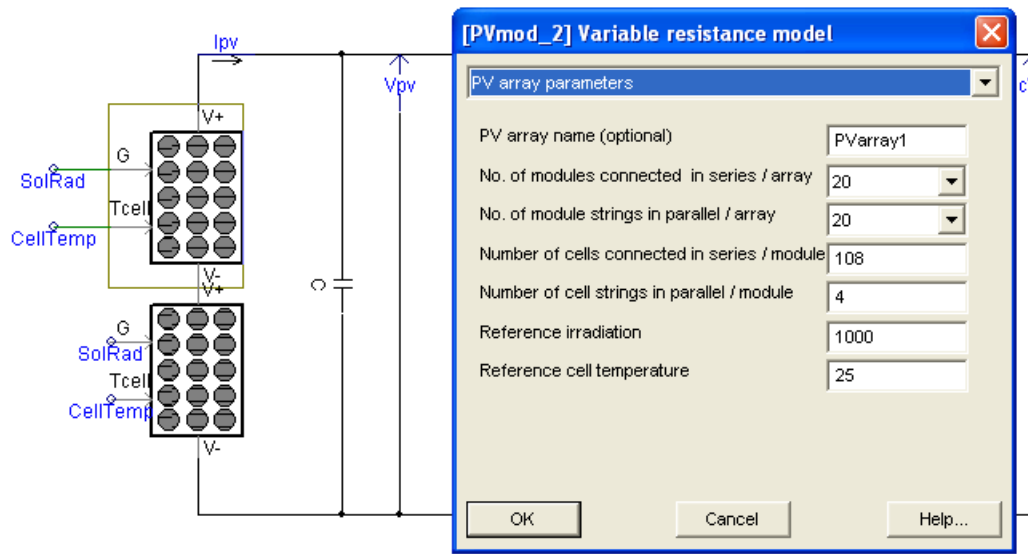 Ipv
V+
G
SolRad
Tcell
CellTemp
V-
V+
G
SolRad
Tcell
CellTemp
V-
C
Vpv
[PVmod_2] Variable resistance model
PV array parameters
PV array name (optional) PVarray1
No. of modules connected in series / array 20
No. of module strings in parallel / array 20
Number of cells connected in series / module 108
Number of cell strings in parallel / module 4
Reference irradiation 1000
Reference cell temperature 25
OK Cancel Help...